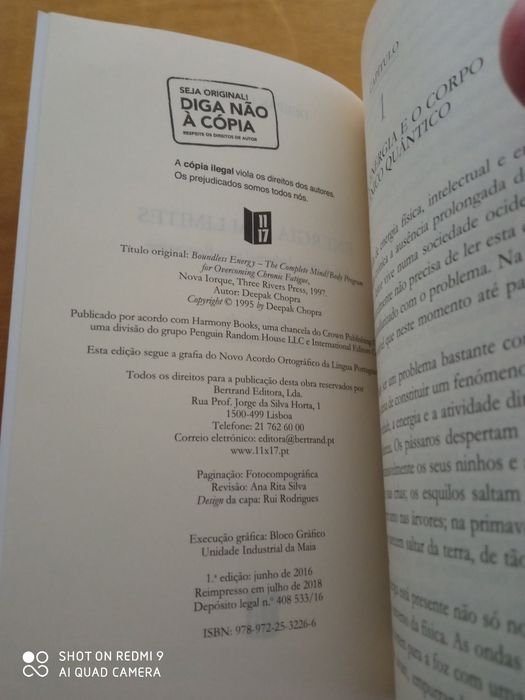 SEJA ORIGINAL!
DIGA NÃO
À CÓPIA
RESPEITE OS DIREITOS DE AUTOR
A cópia ilegal viola os direitos dos autores.
Os prejudicados somos todos nós.
11
17
Título original: Boundless Energy – The Complete Mind/Body Program
for Overcoming Chronic Fatigue,
Nova Iorque, Three Rivers Press, 1997.
Autor: Deepak Chopra
Copyright © 1995 by Deepak Chopra
Publicado por acordo com Harmony Books, uma chancela do Crown Publishing
uma divisão do grupo Penguin Random House LLC e International Editors
Esta edição segue a grafia do Novo Acordo Ortográfico da Língua
Todos os direitos para a publicação desta obra reservados por
Bertrand Editora, Lda.
Rua Prof. Jorge da Silva Horta, 1
1500-499 Lisboa
Telefone: 21 762 60 00
Correio eletrónico: editora@bertrand.pt
www.11x17.pt
Paginação: Fotocompográfica
Revisão: Ana Rita Silva
Design da capa: Rui Rodrigues
Execução gráfica: Bloco Gráfico
Unidade Industrial da Maia
1.ª edição: junho de 2016
Reimpresso em julho de 2018
Depósito legal n.º 408 533/16
ISBN: 978-972-25-3226-6
CAPÍTULO
1
E O CORPO
QUÂNTICO
de energia física, intelectual e
à ausência prolongada
vive numa sociedade
não precisa de ler esta
com o problema. Na
que neste momento até
ser um problema bastante
de constituir um fenómeno
a energia e a atividade
Os pássaros despertam
os seus ninhos e
os esquilos saltam
nas árvores; na
saltar da terra, de
está presente não só
da física. As ondas
para a foz com
SHOT ON REDMI 9
AI QUAD CAMERA